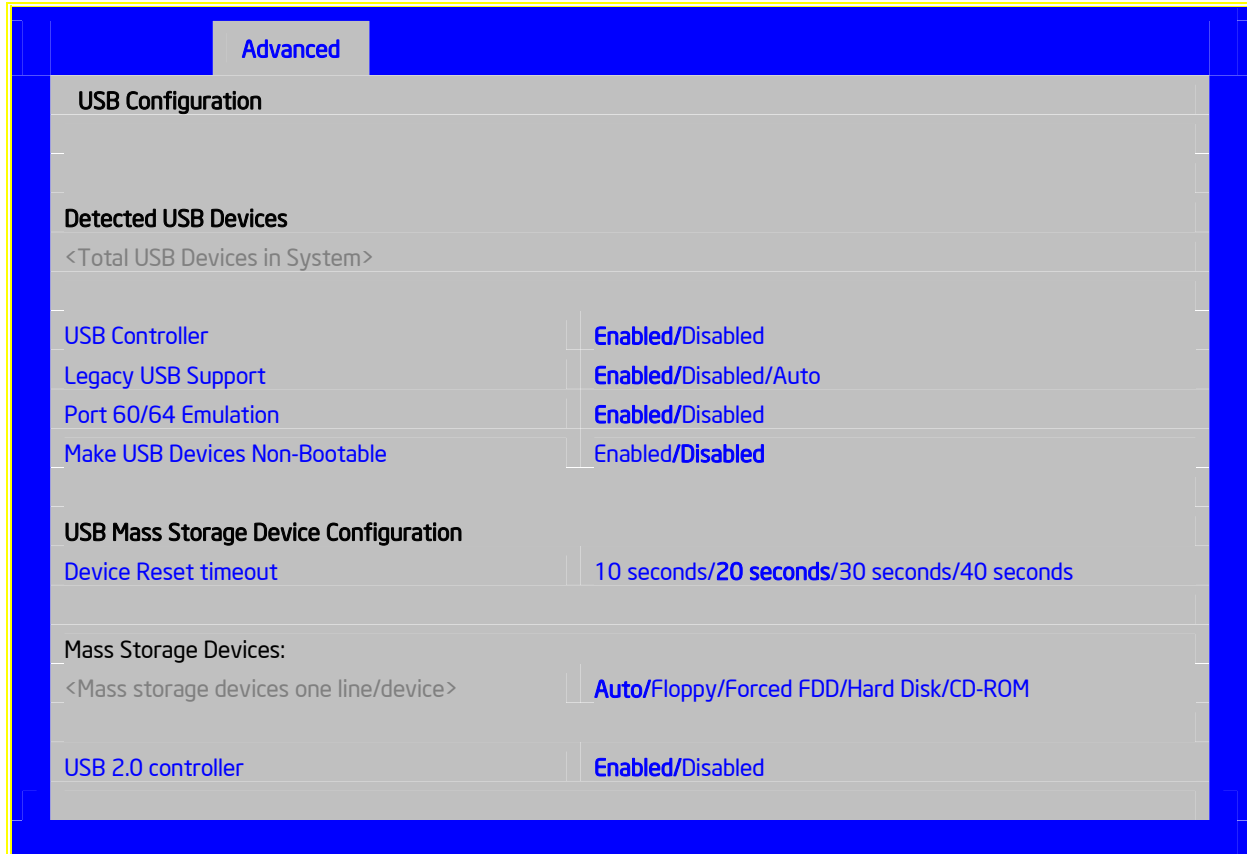 Advanced
USB Configuration
Detected USB Devices
<Total USB Devices in System>
USB Controller Enabled/Disabled
Legacy USB Support Enabled/Disabled/Auto
Port 60/64 Emulation Enabled/Disabled
Make USB Devices Non-Bootable Enabled/Disabled
USB Mass Storage Device Configuration
Device Reset timeout 10 seconds/20 seconds/30 seconds/40 seconds
Mass Storage Devices:
<Mass storage devices one line/device> Auto/Floppy/Forced FDD/Hard Disk/CD-ROM
USB 2.0 controller Enabled/Disabled